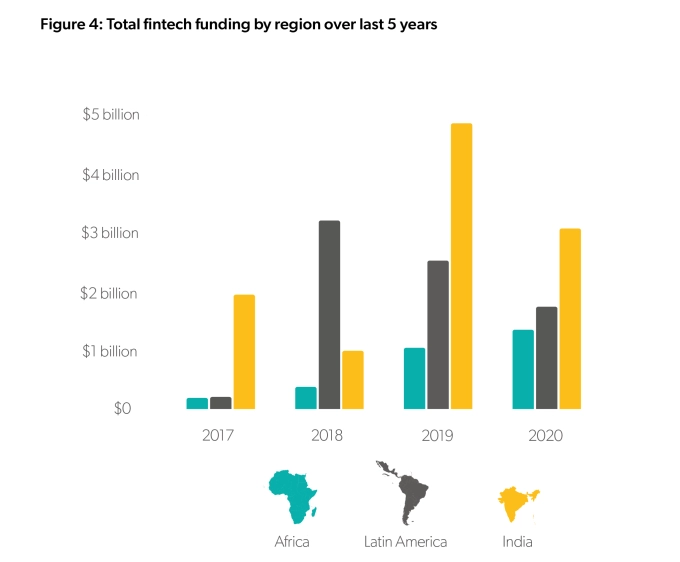 Figure 4: Total fintech funding by region over last 5 years
$5 billion
$4 billion
$3 billion
$2 billion
$1 billion
$0
2017 2018 2019 2020
Africa Latin America India